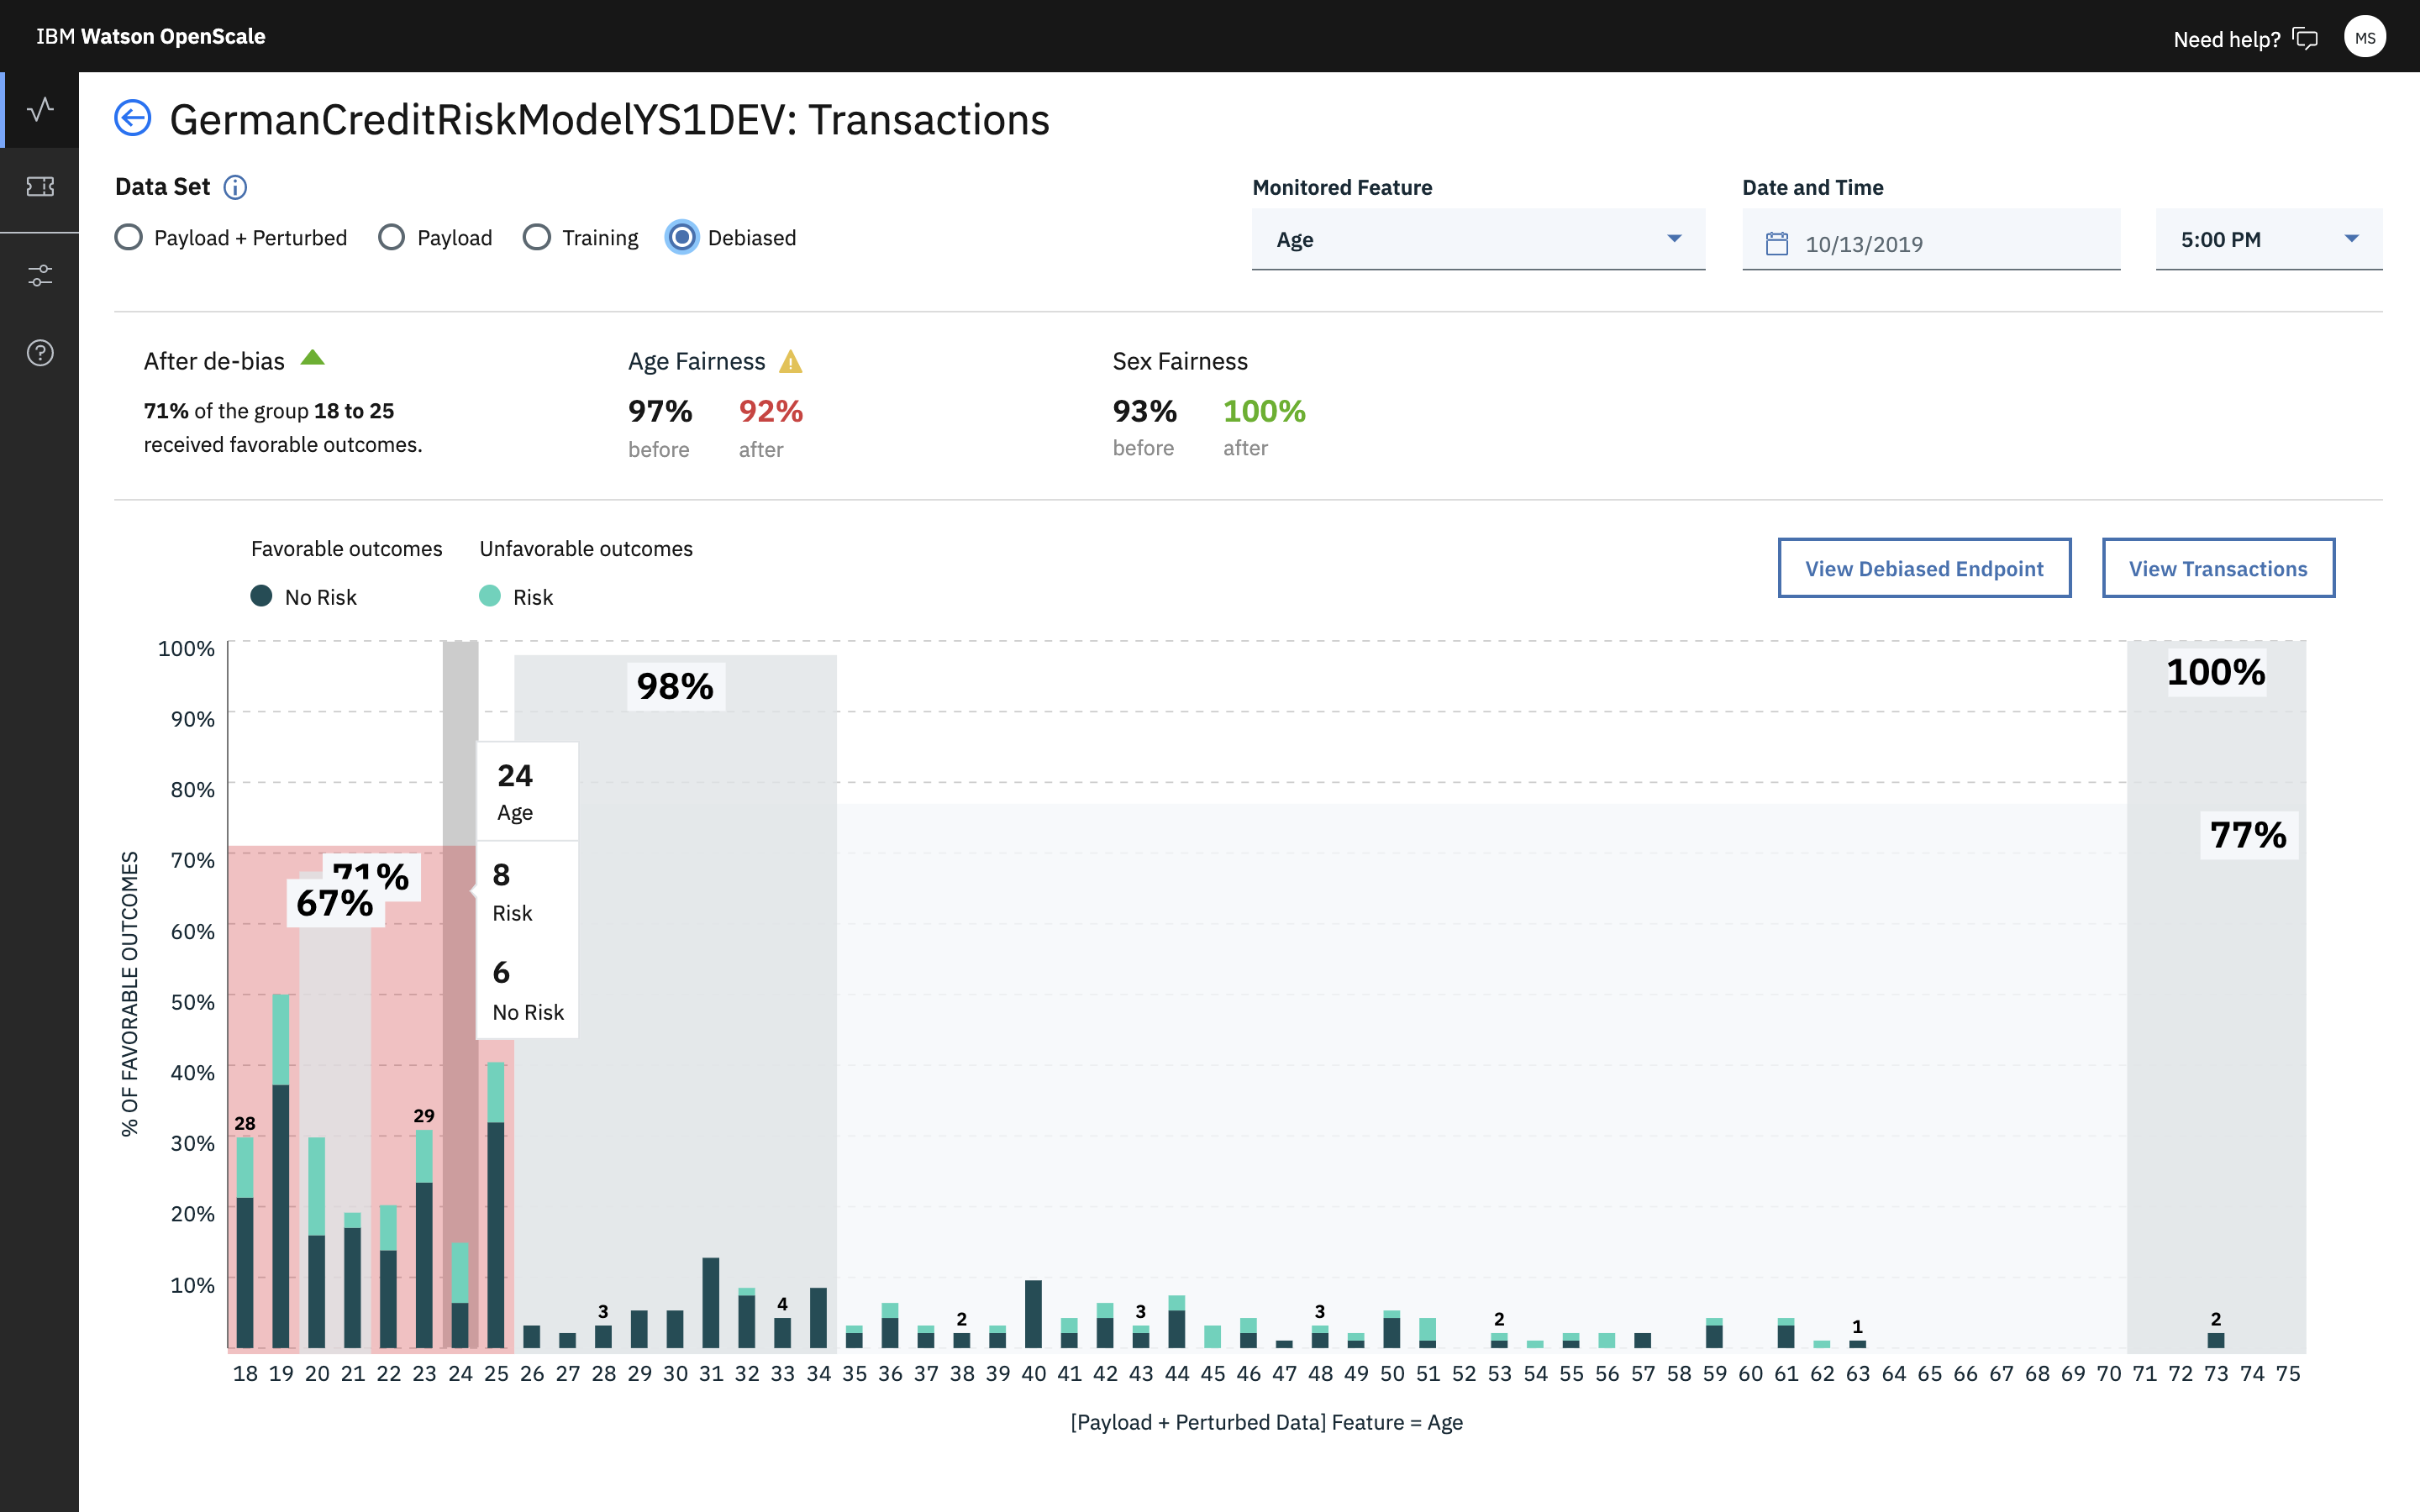 IBM Watson OpenScale
Need help?
MS
GermanCreditRiskModelYS1DEV: Transactions
Data Set
Payload + Perturbed
Payload
Training
Debiased
Monitored Feature
Age
Date and Time
10/13/2019
5:00 PM
After de-bias
71% of the group 18 to 25
received favorable outcomes.
Age Fairness
97% 92%
before after
Sex Fairness
93% 100%
before after
Favorable outcomes
No Risk
Unfavorable outcomes
Risk
View Debiased Endpoint
View Transactions
% OF FAVORABLE OUTCOMES
100%
90%
80%
70%
60%
50%
40%
30%
20%
10%
98%
100%
77%
71%
67%
24
Age
8
Risk
6
No Risk
28
29
3
4
2
3
3
2
1
2
18 19 20 21 22 23 24 25 26 27 28 29 30 31 32 33 34 35 36 37 38 39 40 41 42 43 44 45 46 47 48 49 50 51 52 53 54 55 56 57 58 59 60 61 62 63 64 65 66 67 68 69 70 71 72 73 74 75
[Payload + Perturbed Data] Feature = Age